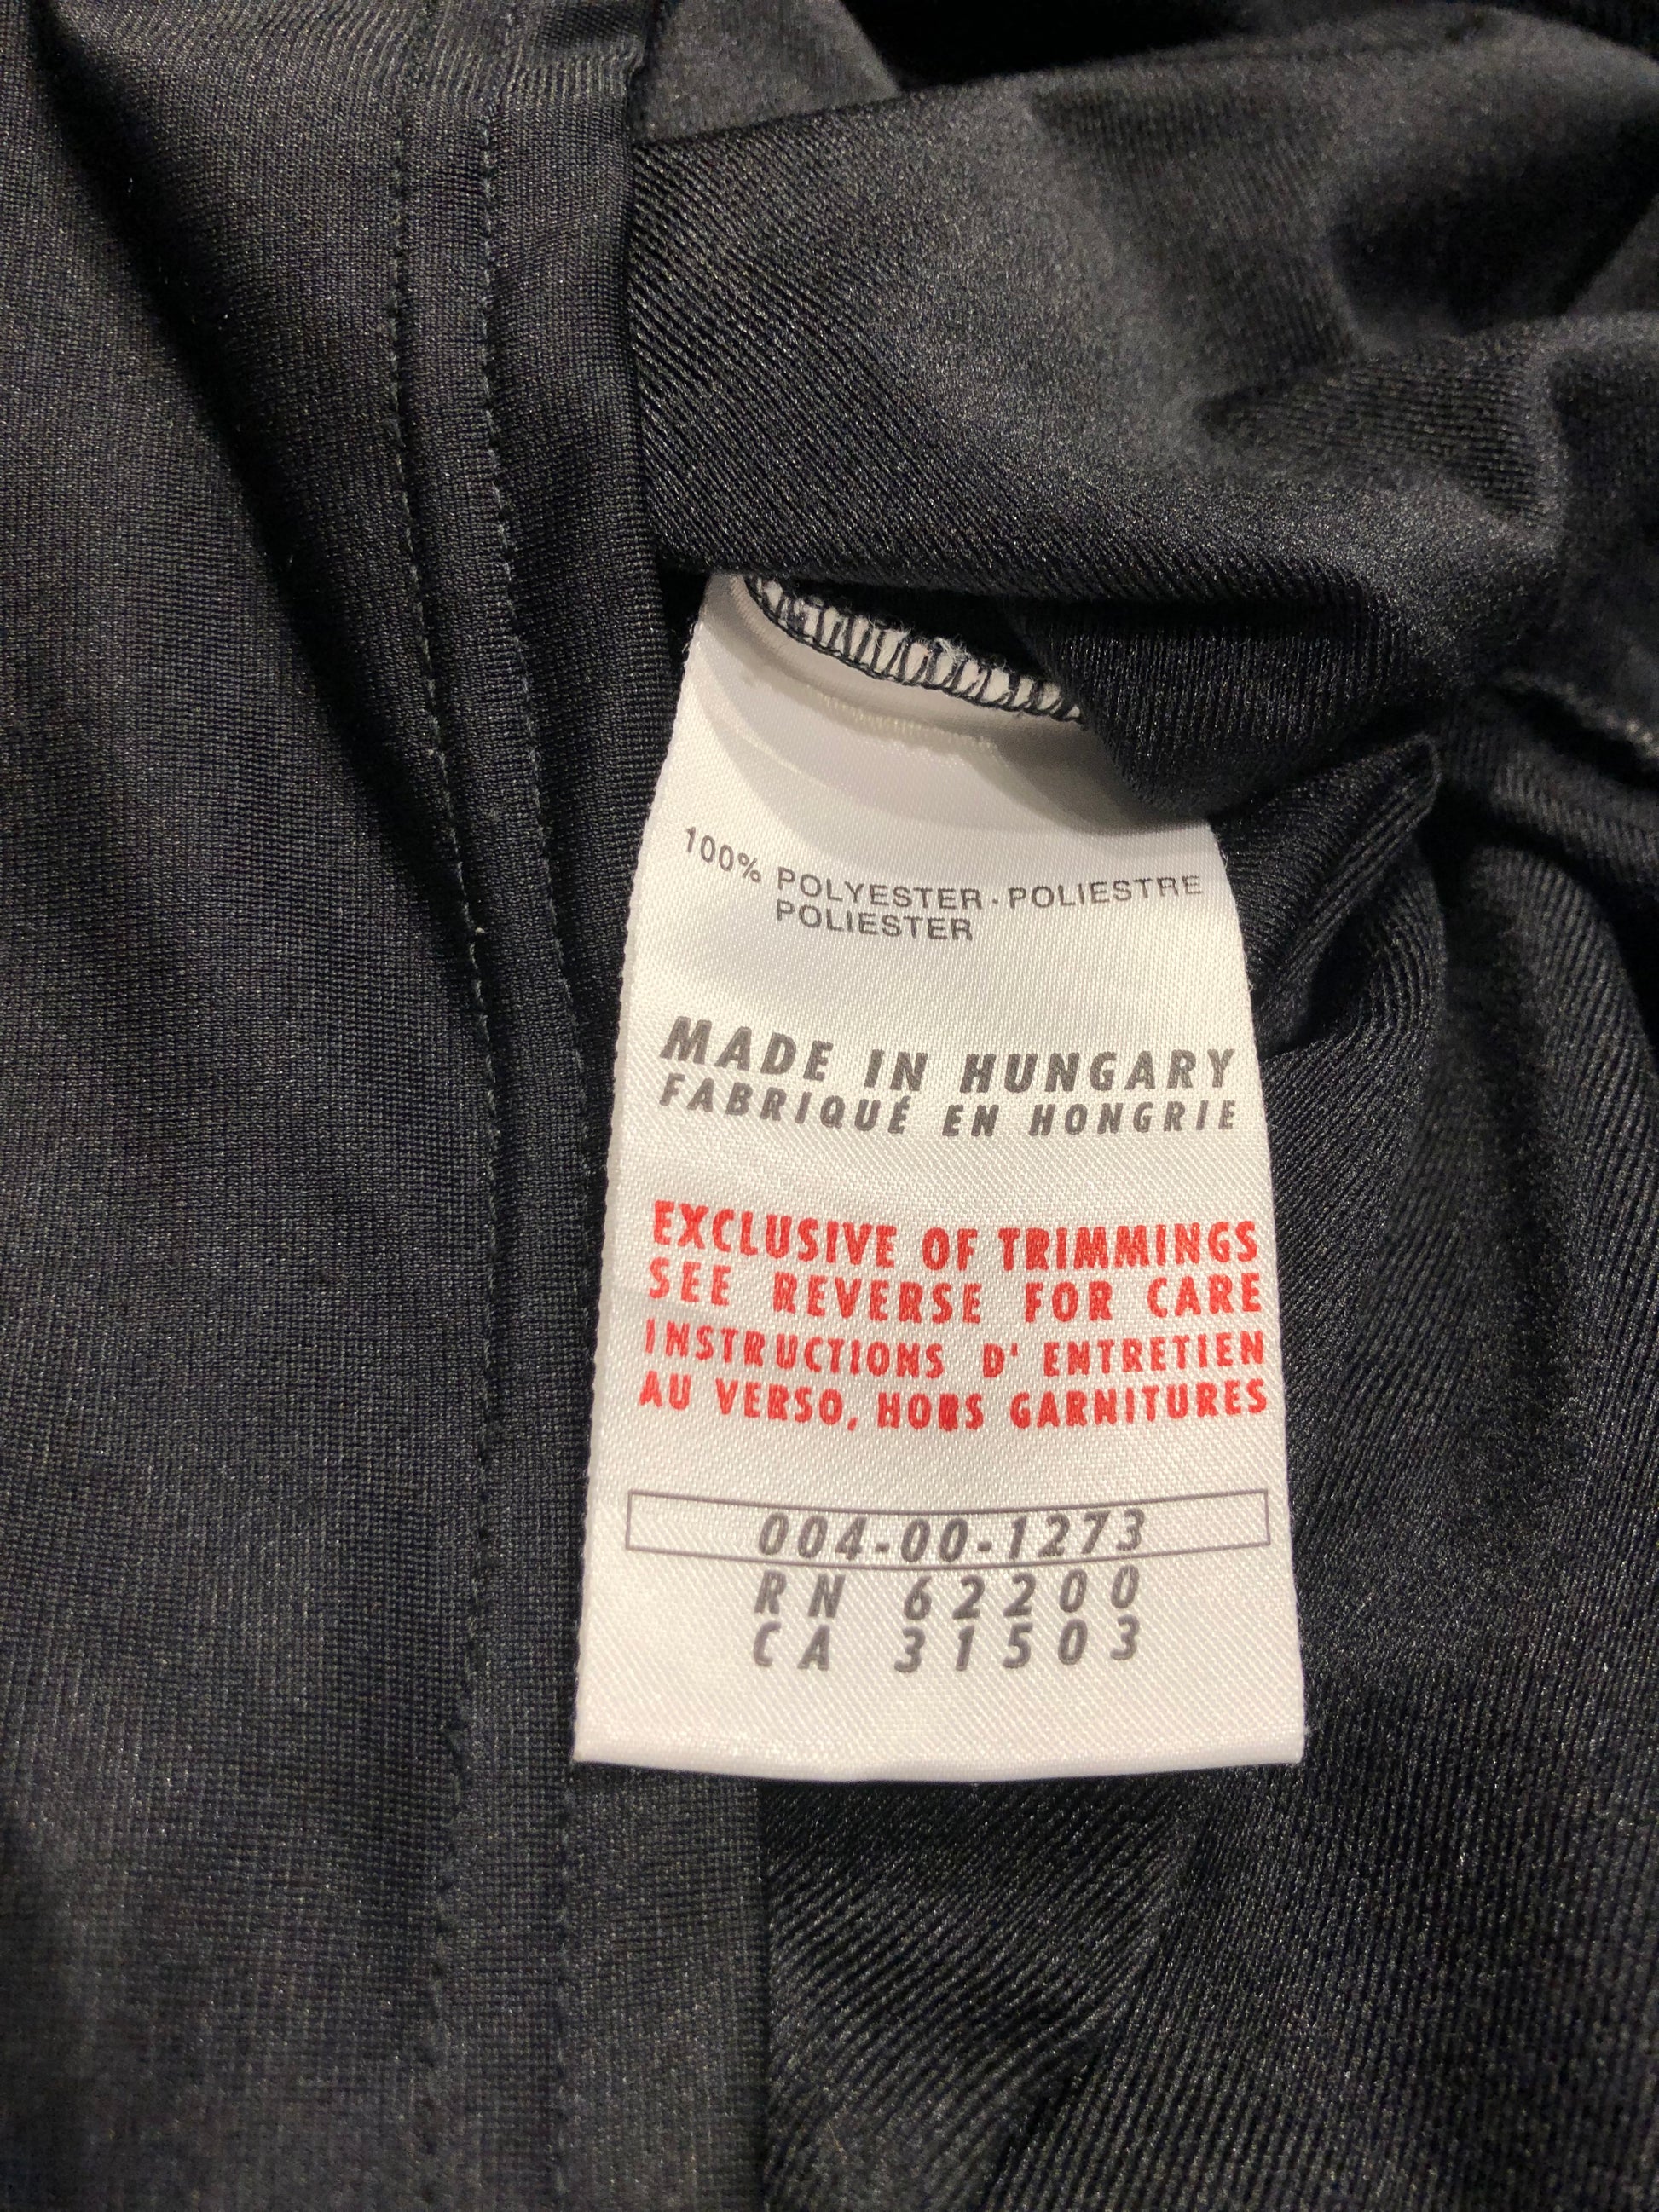 100% POLYESTER · POLIESTRE
POLIESTER
MADE IN HUNGARY
FABRIQUÉ EN HONGRIE
EXCLUSIVE OF TRIMMINGS
SEE REVERSE FOR CARE
INSTRUCTIONS D' ENTRETIEN
AU VERSO, HORS GARNITURES
004-00-1273
RN 62200
CA 31503